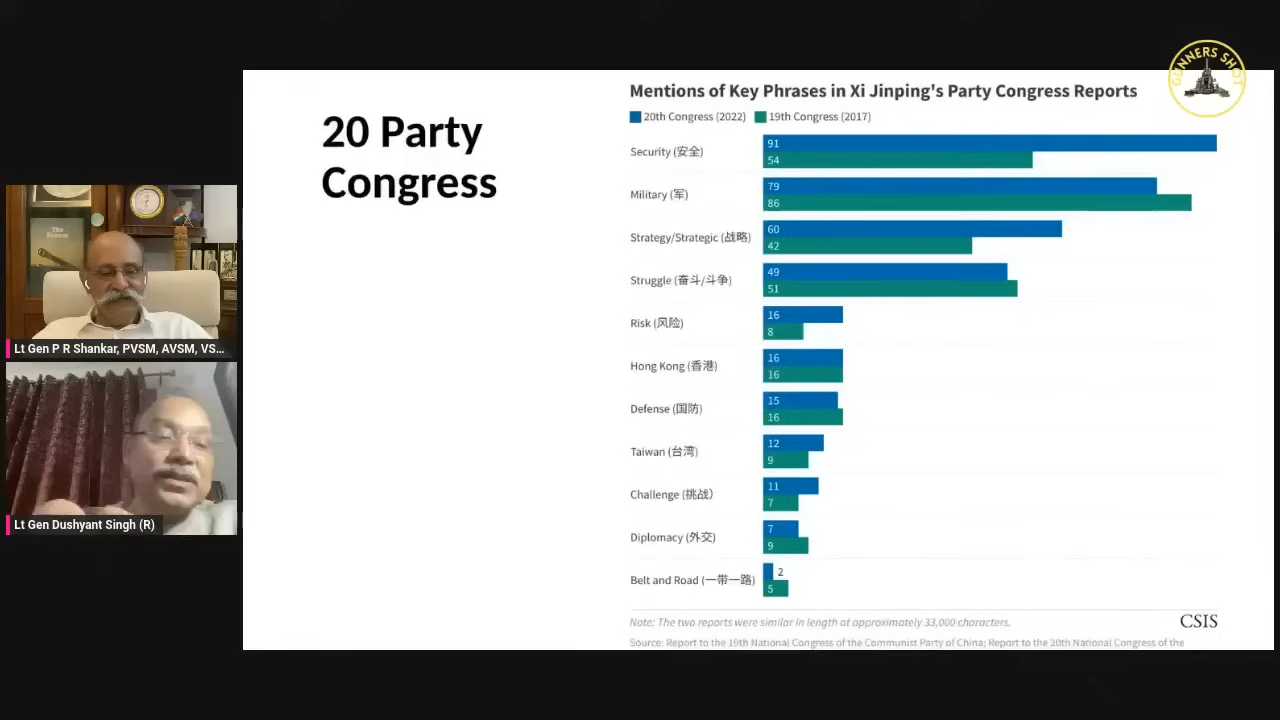 GUNNERS SHOT
20 Party
Congress
Mentions of Key Phrases in Xi Jinping's Party Congress Reports
20th Congress (2022) 19th Congress (2017)
Security (安全) 91
54
Military (军) 79
86
Strategy/Strategic (战略) 60
42
Struggle (奋斗/斗争) 49
51
Risk (风险) 16
8
Hong Kong (香港) 16
16
Defense (国防) 15
16
Taiwan (台湾) 12
9
Challenge (挑战) 11
7
Diplomacy (外交) 7
9
Belt and Road (一带一路) 2
5
Note: The two reports were similar in length at approximately 33,000 characters.
CSIS
Source: Report to the 19th National Congress of the Communist Party of China; Report to the 20th National Congress of the
Lt Gen P R Shankar, PVSM, AVSM, VS...
Lt Gen Dushyant Singh (R)